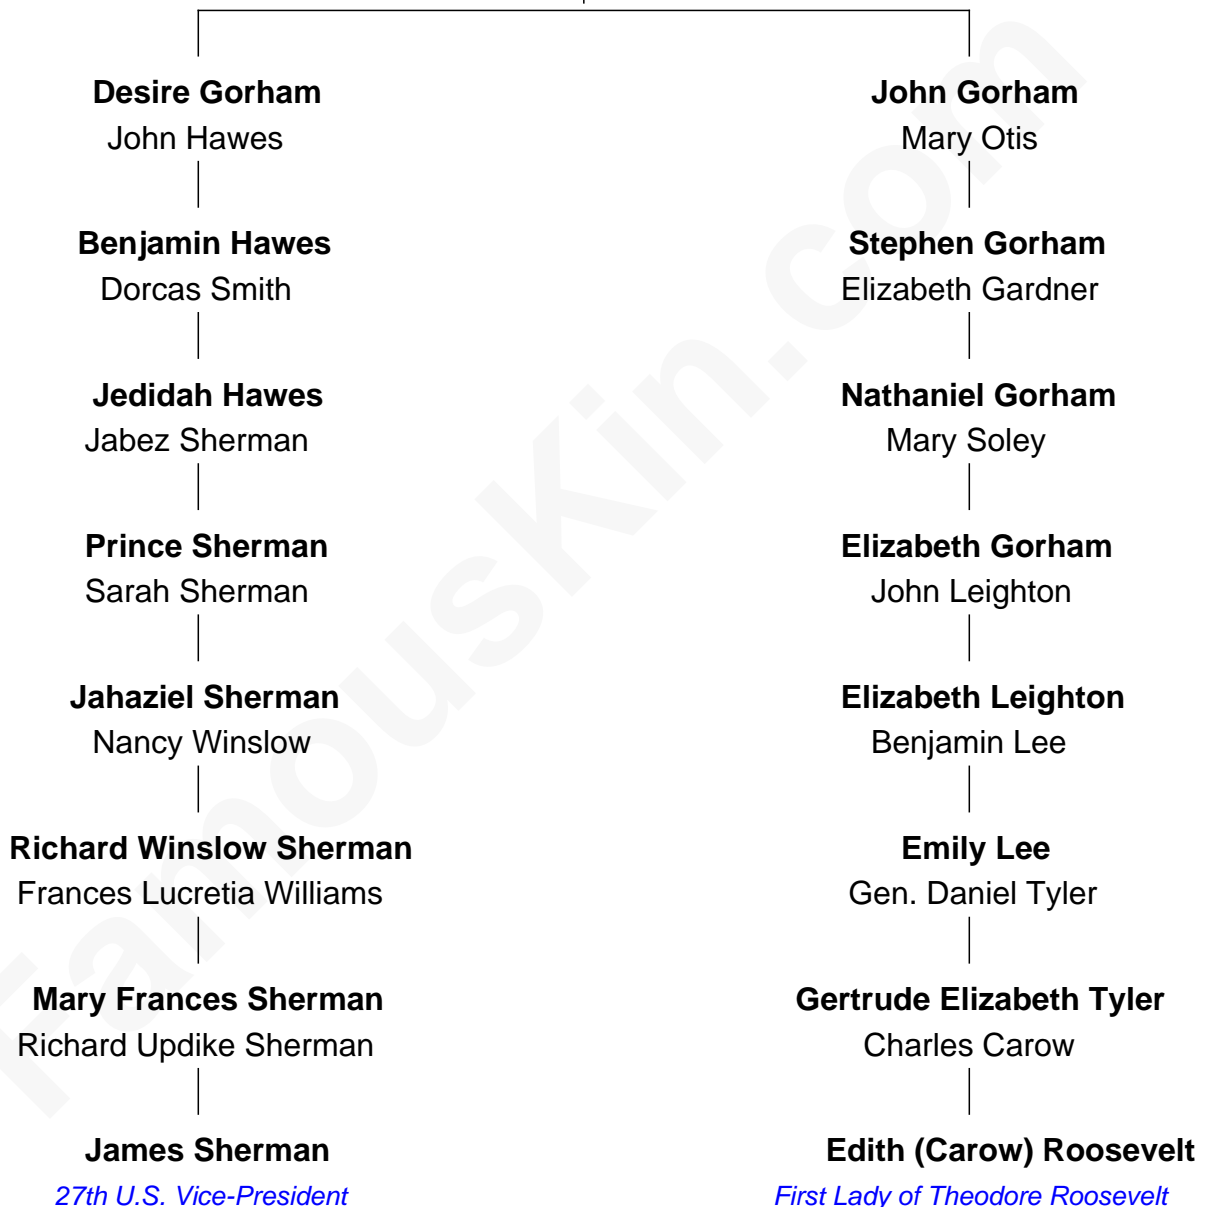 Desire Gorham
John Hawes
Benjamin Hawes
Dorcas Smith
Jedidah Hawes
Jabez Sherman
Prince Sherman
Sarah Sherman
Jahaziel Sherman
Nancy Winslow
Richard Winslow Sherman
Frances Lucretia Williams
Mary Frances Sherman
Richard Updike Sherman
James Sherman
27th U.S. Vice-President
John Gorham
Mary Otis
Stephen Gorham
Elizabeth Gardner
Nathaniel Gorham
Mary Soley
Elizabeth Gorham
John Leighton
Elizabeth Leighton
Benjamin Lee
Emily Lee
Gen. Daniel Tyler
Gertrude Elizabeth Tyler
Charles Carow
Edith (Carow) Roosevelt
First Lady of Theodore Roosevelt
FamousKin.com